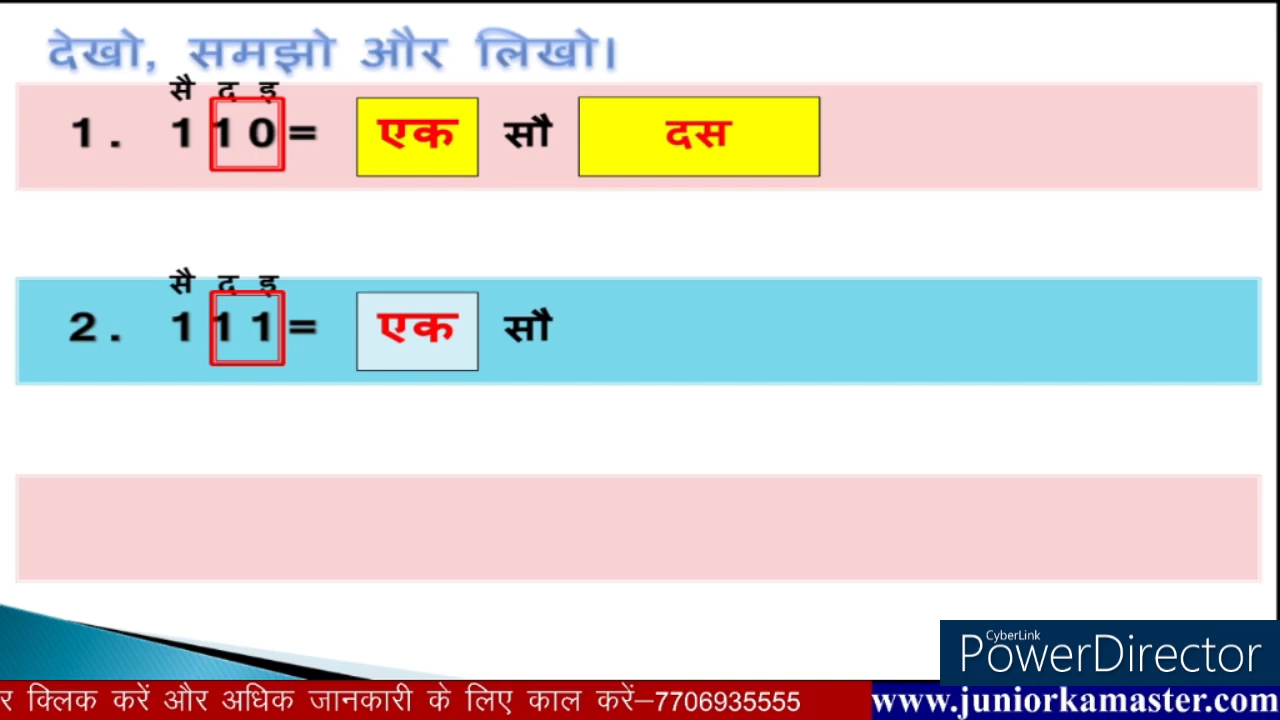 देखो, समझो और लिखो।
सै द इ
1. 110= एक सौ दस
सै द इ
2. 111= एक सौ
CyberLink
PowerDirector
र क्लिक करें और अधिक जानकारी के लिए काल करें–7706935555
www.juniorkamaster.com